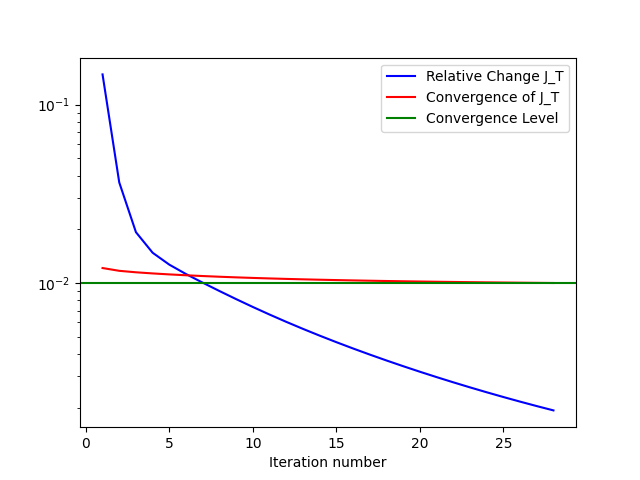 Relative Change J_T
Convergence of J_T
Convergence Level
10⁻¹
10⁻²
0 5 10 15 20 25
Iteration number